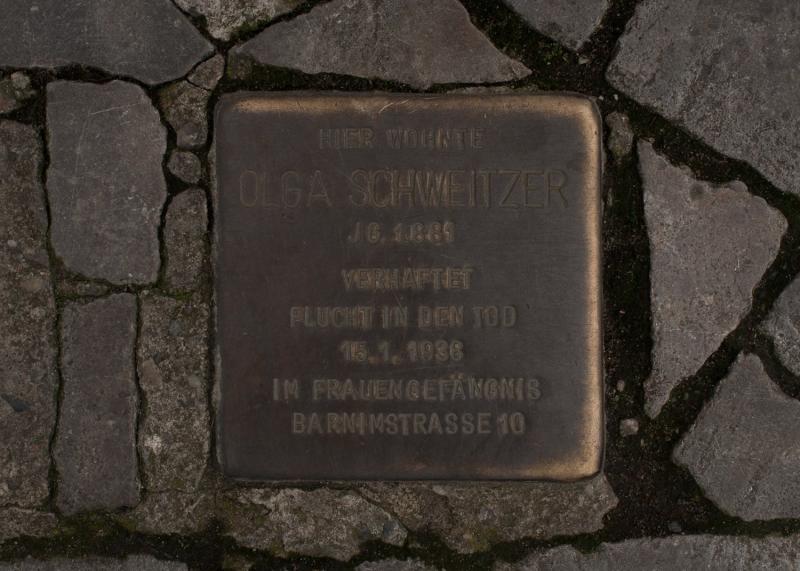 HIER WOHNTE
OLGA SCHWEITZER
JG. 1881
VERHAFTET
FLUCHT IN DEN TOD
15.1.1936
IM FRAUENGEFÄNGNIS
BARNIMSTRASSE 10